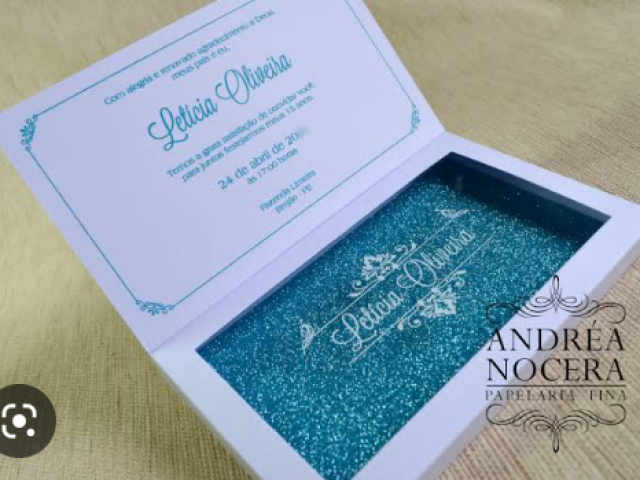 Com alegria e renovado agradecimento à Deus,
meus pais e eu,
Letícia Oliveira
Temos a grata satisfação de convidar você,
para juntos festejarmos meus 15 anos.
24 de abril de 20
às 17:00 horas
Fazenda Limeira
- PE
Letícia Oliveira
ANDRÉA
NOCERA
PAPELARIA FINA